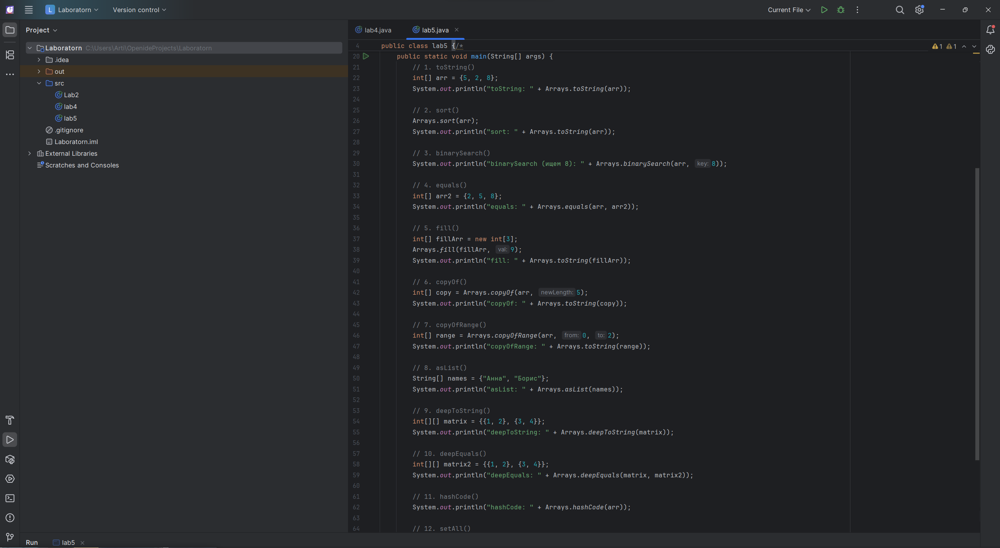 L Laboratorn Version control Current File
Project
Laboratorn C:\Users\Arti\OpenideProjects\Laboratorn
.idea
out
src
Lab2
lab4
lab5
.gitignore
Laboratorn.iml
External Libraries
Scratches and Consoles
lab4.java lab5.java
4 public class lab5 {/*
1 1
20 public static void main(String[] args) {
21 // 1. toString()
22 int[] arr = {5, 2, 8};
23 System.out.println("toString: " + Arrays.toString(arr));
24
25 // 2. sort()
26 Arrays.sort(arr);
27 System.out.println("sort: " + Arrays.toString(arr));
28
29 // 3. binarySearch()
30 System.out.println("binarySearch (ищем 8): " + Arrays.binarySearch(arr, key: 8));
31
32 // 4. equals()
33 int[] arr2 = {2, 5, 8};
34 System.out.println("equals: " + Arrays.equals(arr, arr2));
35
36 // 5. fill()
37 int[] fillArr = new int[3];
38 Arrays.fill(fillArr, val: 9);
39 System.out.println("fill: " + Arrays.toString(fillArr));
40
41 // 6. copyOf()
42 int[] copy = Arrays.copyOf(arr, newLength: 5);
43 System.out.println("copyOf: " + Arrays.toString(copy));
44
45 // 7. copyOfRange()
46 int[] range = Arrays.copyOfRange(arr, from: 0, to: 2);
47 System.out.println("copyOfRange: " + Arrays.toString(range));
48
49 // 8. asList()
50 String[] names = {"Анна", "Борис"};
51 System.out.println("asList: " + Arrays.asList(names));
52
53 // 9. deepToString()
54 int[][] matrix = {{1, 2}, {3, 4}};
55 System.out.println("deepToString: " + Arrays.deepToString(matrix));
56
57 // 10. deepEquals()
58 int[][] matrix2 = {{1, 2}, {3, 4}};
59 System.out.println("deepEquals: " + Arrays.deepEquals(matrix, matrix2));
60
61 // 11. hashCode()
62 System.out.println("hashCode: " + Arrays.hashCode(arr));
63
64 // 12. setAll()
Run lab5